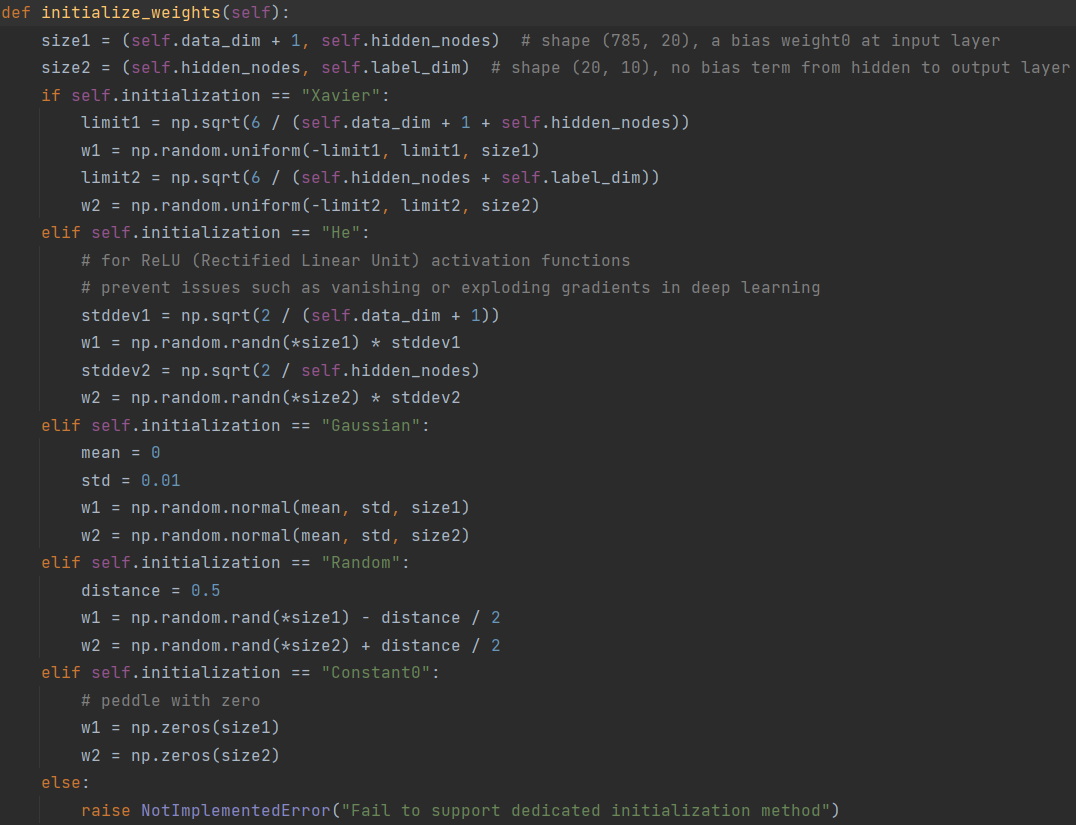 def initialize_weights(self):
    size1 = (self.data_dim + 1, self.hidden_nodes)  # shape (785, 20), a bias weight0 at input layer
    size2 = (self.hidden_nodes, self.label_dim)  # shape (20, 10), no bias term from hidden to output layer
    if self.initialization == "Xavier":
        limit1 = np.sqrt(6 / (self.data_dim + 1 + self.hidden_nodes))
        w1 = np.random.uniform(-limit1, limit1, size1)
        limit2 = np.sqrt(6 / (self.hidden_nodes + self.label_dim))
        w2 = np.random.uniform(-limit2, limit2, size2)
    elif self.initialization == "He":
        # for ReLU (Rectified Linear Unit) activation functions
        # prevent issues such as vanishing or exploding gradients in deep learning
        stddev1 = np.sqrt(2 / (self.data_dim + 1))
        w1 = np.random.randn(*size1) * stddev1
        stddev2 = np.sqrt(2 / self.hidden_nodes)
        w2 = np.random.randn(*size2) * stddev2
    elif self.initialization == "Gaussian":
        mean = 0
        std = 0.01
        w1 = np.random.normal(mean, std, size1)
        w2 = np.random.normal(mean, std, size2)
    elif self.initialization == "Random":
        distance = 0.5
        w1 = np.random.rand(*size1) - distance / 2
        w2 = np.random.rand(*size2) + distance / 2
    elif self.initialization == "Constant0":
        # peddle with zero
        w1 = np.zeros(size1)
        w2 = np.zeros(size2)
    else:
        raise NotImplementedError("Fail to support dedicated initialization method")